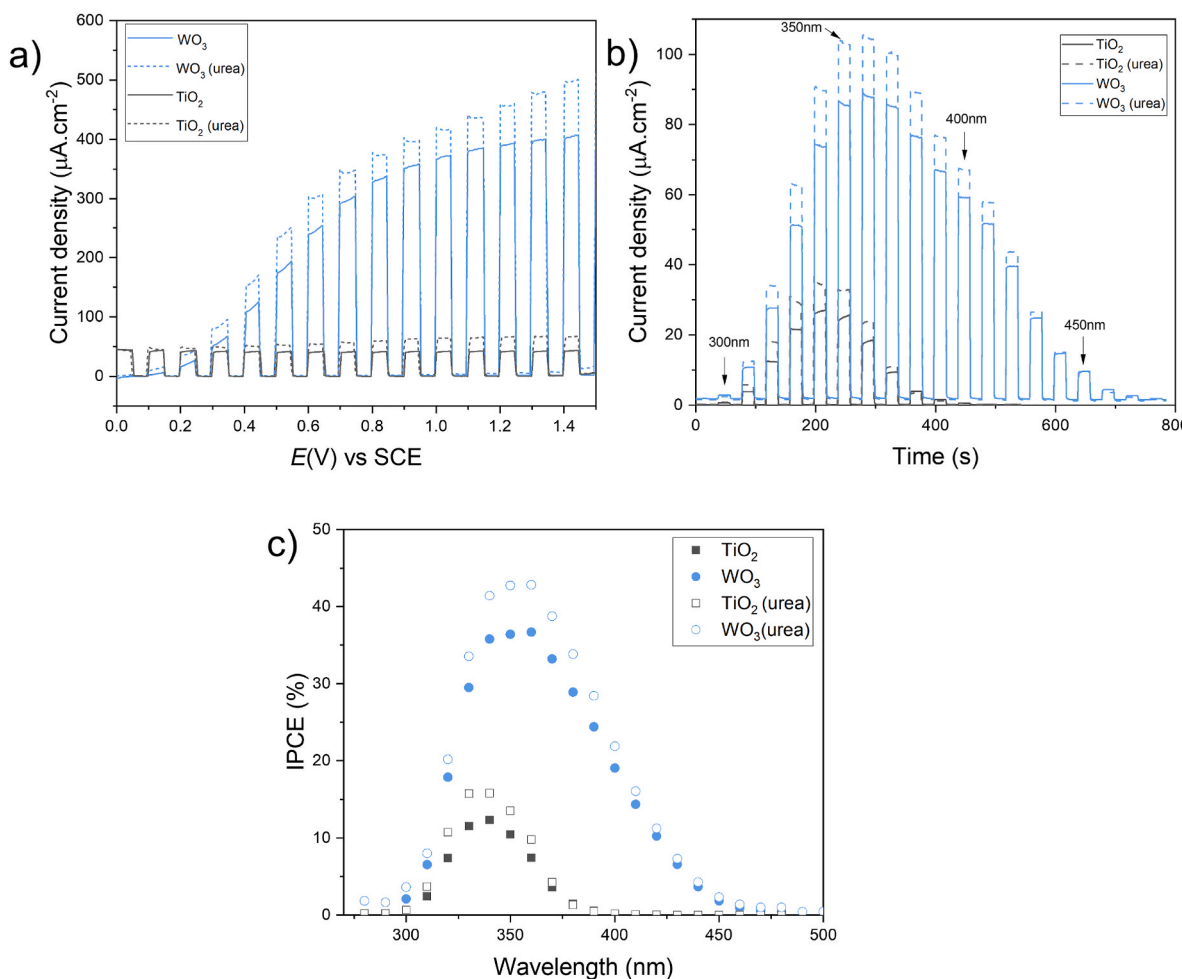 a)
600
500
400
300
200
100
0
Current density (μA.cm⁻²)
WO₃
WO₃ (urea)
TiO₂
TiO₂ (urea)
0.0 0.2 0.4 0.6 0.8 1.0 1.2 1.4
E(V) vs SCE
b)
100
80
60
40
20
0
Current density (μA.cm⁻²)
350nm
400nm
300nm
450nm
TiO₂
TiO₂ (urea)
WO₃
WO₃ (urea)
0 200 400 600 800
Time (s)
c)
50
40
30
20
10
0
IPCE (%)
TiO₂
WO₃
TiO₂ (urea)
WO₃(urea)
300 350 400 450 500
Wavelength (nm)